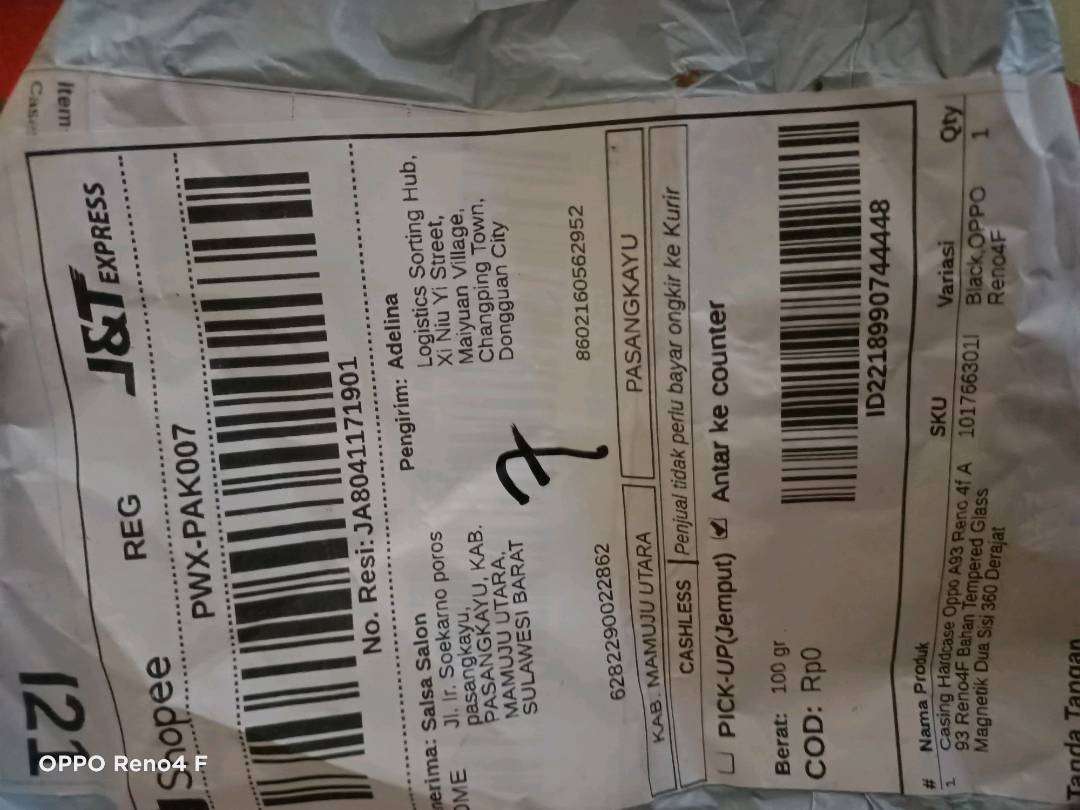 Item
121
Shopee
REG
J&T EXPRESS
PWX-PAK007
No. Resi: JA8041171901
nerima: Salsa Salon
Jl. Ir. Soekarno poros
pasangkayu,
PASANGKAYU, KAB.
MAMUJU UTARA,
SULAWESI BARAT
OME
6282290022862
Pengirim: Adelina
Logistics Sorting Hub,
Xi Niu Yi Street,
Maiyuan Village,
Changping Town,
Dongguan City
8602160562952
KAB. MAMUJU UTARA
PASANGKAYU
CASHLESS
Penjual tidak perlu bayar ongkir ke Kurir
PICK-UP(Jemput) Antar ke counter
Berat: 100 gr
COD: Rp0
ID221899074444 8
# Nama Produk SKU Variasi Qty
1 Casing Hardcase Oppo A93 Reno 4f A 1017663301l Black,OPPO 1
93 Reno4F Bahan Tempered Glass Reno4F
Magnetik Dua Sisi 360 Derajat
Tanda Tangan
OPPO Reno4 F